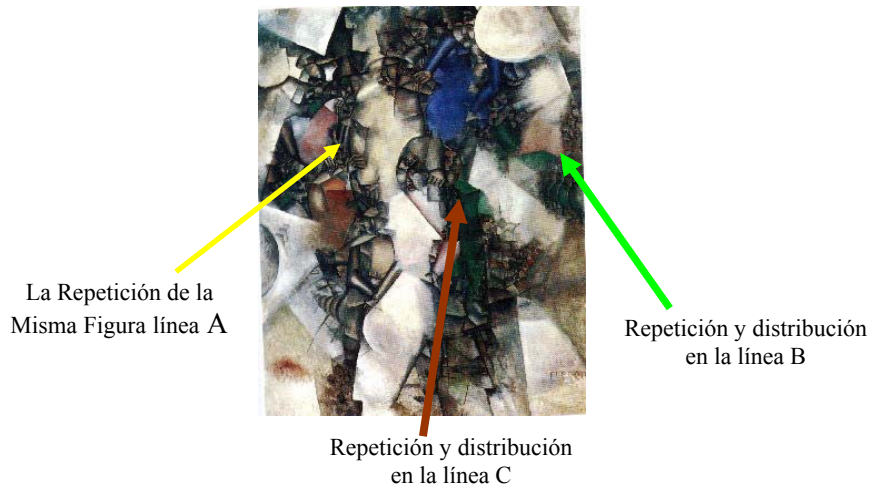 La Repetición de la
Misma Figura línea A
Repetición y distribución
en la línea B
Repetición y distribución
en la línea C